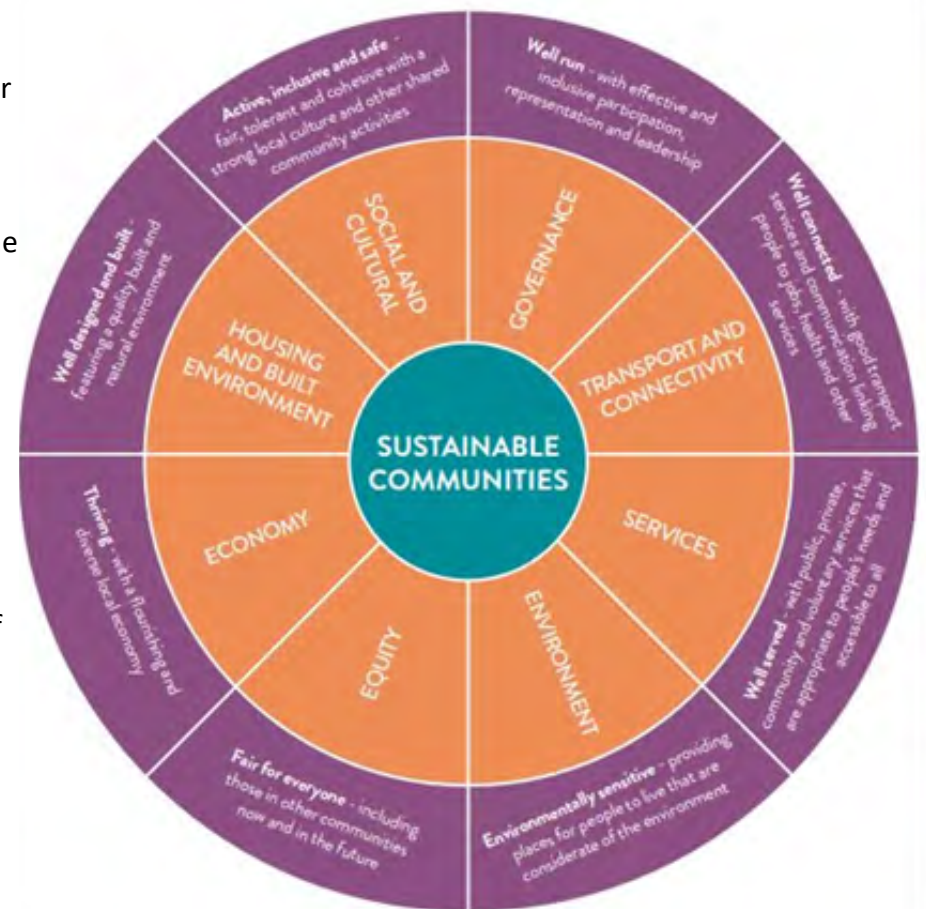 r
e
f
SUSTAINABLE
COMMUNITIES
GOVERNANCE
Well run - with effective and
inclusive participation,
representation and leadership
TRANSPORT AND
CONNECTIVITY
Well connected - with good transport
services and communication linking
people to jobs, health and other
services
SERVICES
Well served - with public, private,
community and voluntary services that
are appropriate to people's needs and
accessible to all
ENVIRONMENT
Environmentally sensitive - providing
places for people to live that are
considerate of the environment
EQUITY
Fair for everyone - including
those in other communities
now and in the future
ECONOMY
Thriving - with a flourishing and
diverse local economy
HOUSING
AND BUILT
ENVIRONMENT
Well designed and built -
featuring a quality built and
natural environment
SOCIAL AND
CULTURAL
Active, inclusive and safe -
fair, tolerant and cohesive with a
strong local culture and other shared
community activities